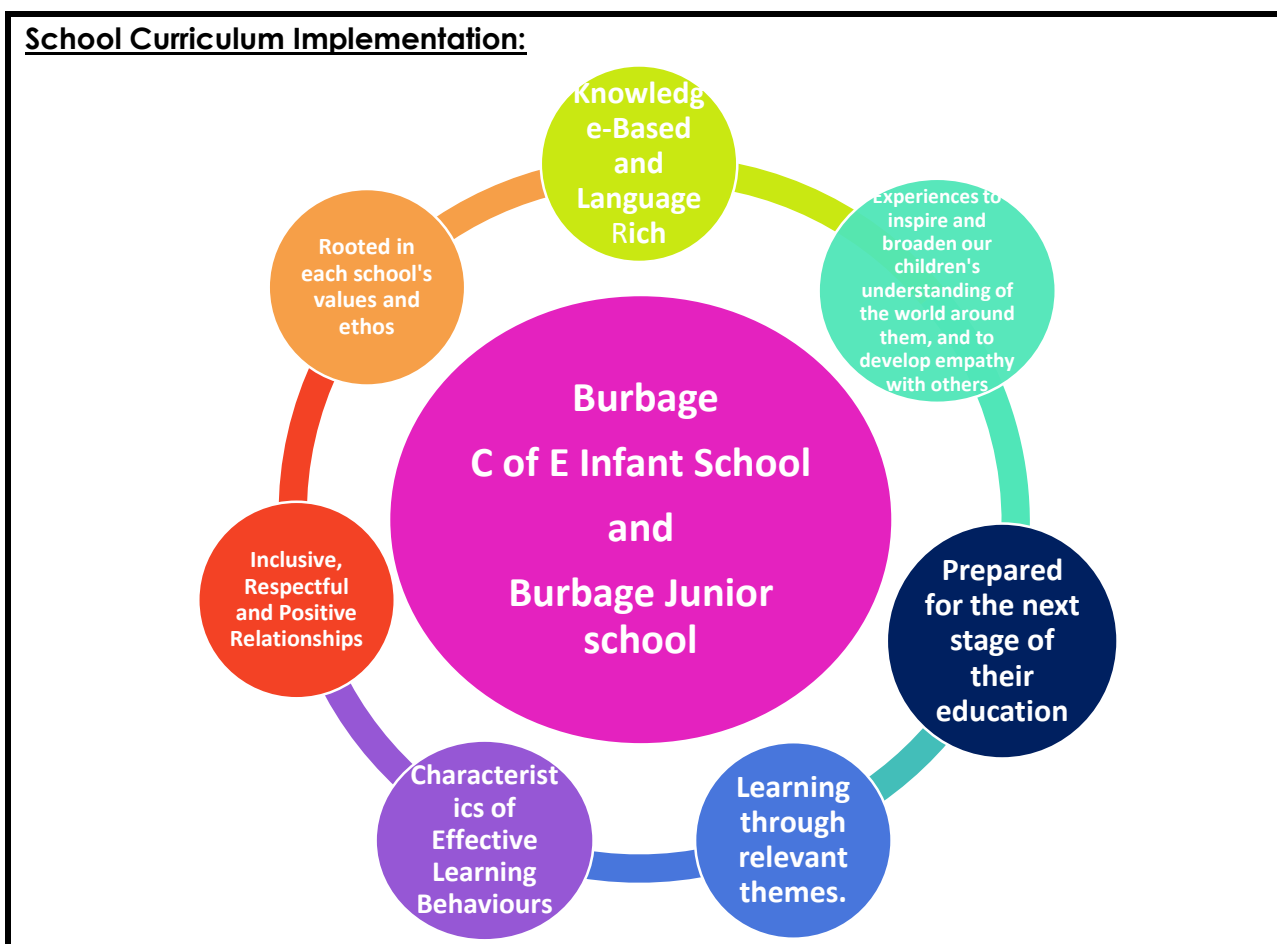 School Curriculum Implementation:
Knowledg
e-Based
and
Language
Rich
Experiences to
inspire and
broaden our
children's
understanding of
the world around
them, and to
develop empathy
with others
Prepared
for the next
stage of
their
education
Learning
through
relevant
themes.
Characterist
ics of
Effective
Learning
Behaviours
Inclusive,
Respectful
and Positive
Relationships
Rooted in
each school's
values and
ethos
Burbage
C of E Infant School
and
Burbage Junior
school